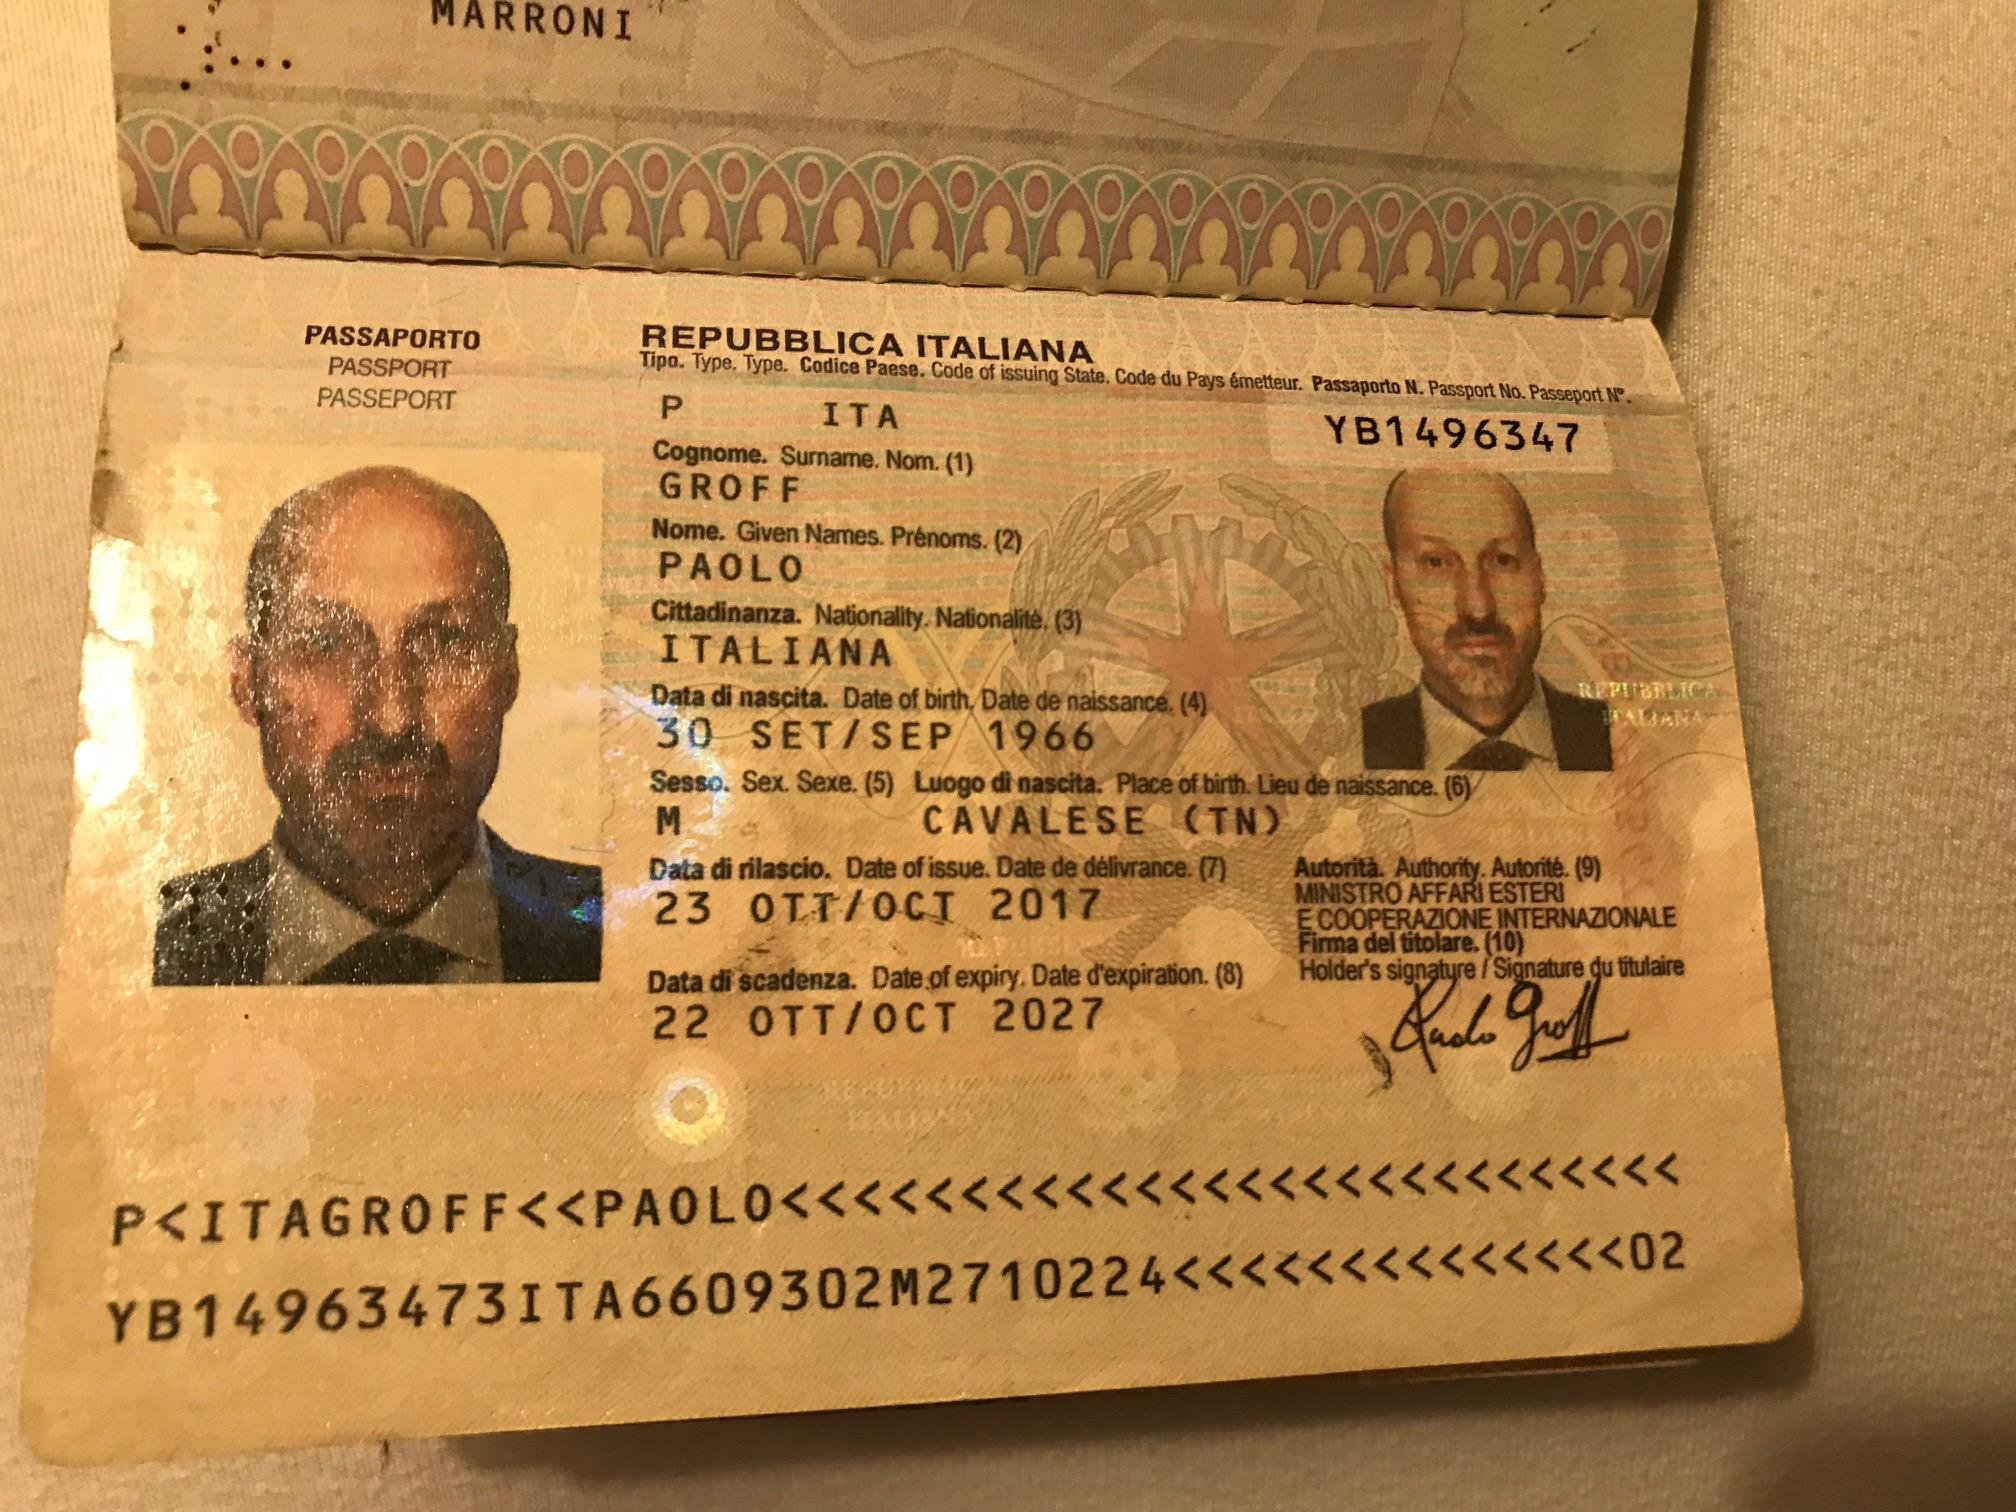 MARRONI
PASSAPORTO
PASSPORT
PASSEPORT
REPUBBLICA ITALIANA
Tipo. Type. Type. Codice Paese. Code of issuing State. Code du Pays émetteur. Passaporto N. Passport No. Passeport N°.
P ITA YB1496347
Cognome. Surname. Nom. (1)
GROFF
Nome. Given Names. Prénoms. (2)
PAOLO
Cittadinanza. Nationality. Nationalité. (3)
ITALIANA
Data di nascita. Date of birth. Date de naissance. (4)
30 SET/SEP 1966
REPUBBLICA
ITALIANA
Sesso. Sex. Sexe. (5) Luogo di nascita. Place of birth. Lieu de naissance. (6)
M CAVALESE (TN)
Data di rilascio. Date of issue. Date de délivrance. (7)
23 OTT/OCT 2017
Data di scadenza. Date of expiry. Date d'expiration. (8)
22 OTT/OCT 2027
Autorità. Authority. Autorité. (9)
MINISTRO AFFARI ESTERI
E COOPERAZIONE INTERNAZIONALE
Firma del titolare. (10)
Holder's signature / Signature du titulaire
Paolo Groff
REPUBBLICA
ITALIANA
P<ITAGROFF<<PAOLO<<<<<<<<<<<<<<<<<<<<<<<<<<<
YB14963473ITA6609302M2710224<<<<<<<<<<<<<<02